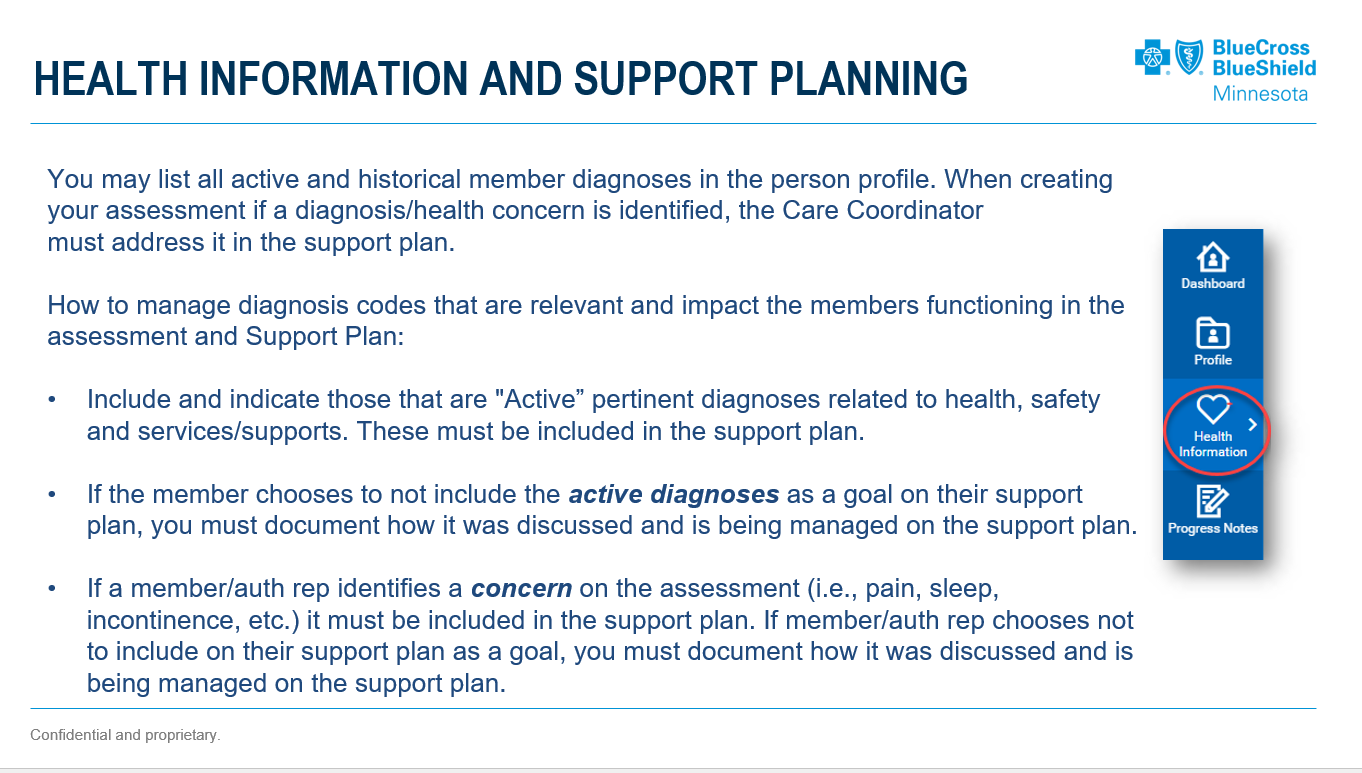 HEALTH INFORMATION AND SUPPORT PLANNING
BlueCross
BlueShield
Minnesota
You may list all active and historical member diagnoses in the person profile. When creating
your assessment if a diagnosis/health concern is identified, the Care Coordinator
must address it in the support plan.
How to manage diagnosis codes that are relevant and impact the members functioning in the
assessment and Support Plan:
• Include and indicate those that are "Active” pertinent diagnoses related to health, safety
and services/supports. These must be included in the support plan.
• If the member chooses to not include the active diagnoses as a goal on their support
plan, you must document how it was discussed and is being managed on the support plan.
• If a member/auth rep identifies a concern on the assessment (i.e., pain, sleep,
incontinence, etc.) it must be included in the support plan. If member/auth rep chooses not
to include on their support plan as a goal, you must document how it was discussed and is
being managed on the support plan.
Dashboard
Profile
Health
Information
Progress Notes
Confidential and proprietary.